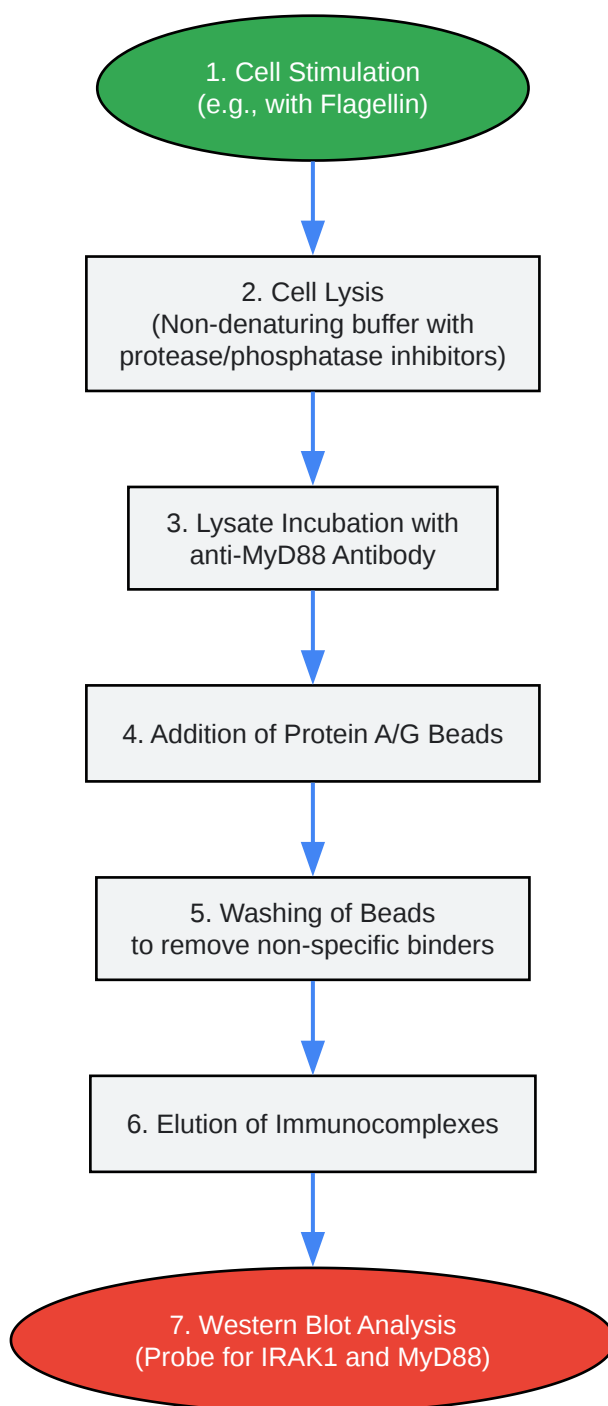 1. Cell Stimulation
(e.g., with Flagellin)
2. Cell Lysis
(Non-denaturing buffer with
protease/phosphatase inhibitors)
3. Lysate Incubation with
anti-MyD88 Antibody
4. Addition of Protein A/G Beads
5. Washing of Beads
to remove non-specific binders
6. Elution of Immunocomplexes
7. Western Blot Analysis
(Probe for IRAK1 and MyD88)